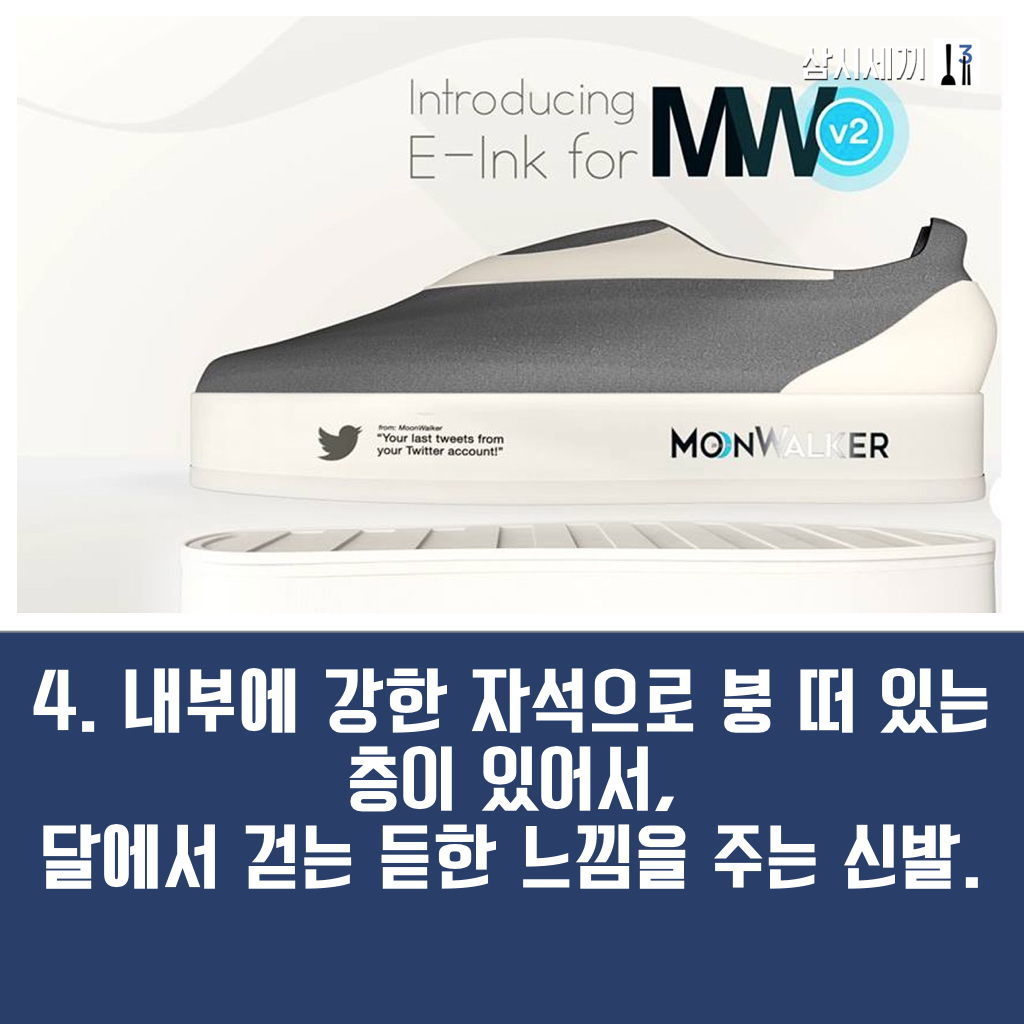 삼시세끼 3
Introducing
E-Ink for MW v2
from: MoonWalker
"Your last tweets from
your Twitter account!"
MOONWALKER
4. 내부에 강한 자석으로 붕 떠 있는
층이 있어서,
달에서 걷는 듣한 느낌을 주는 신발.